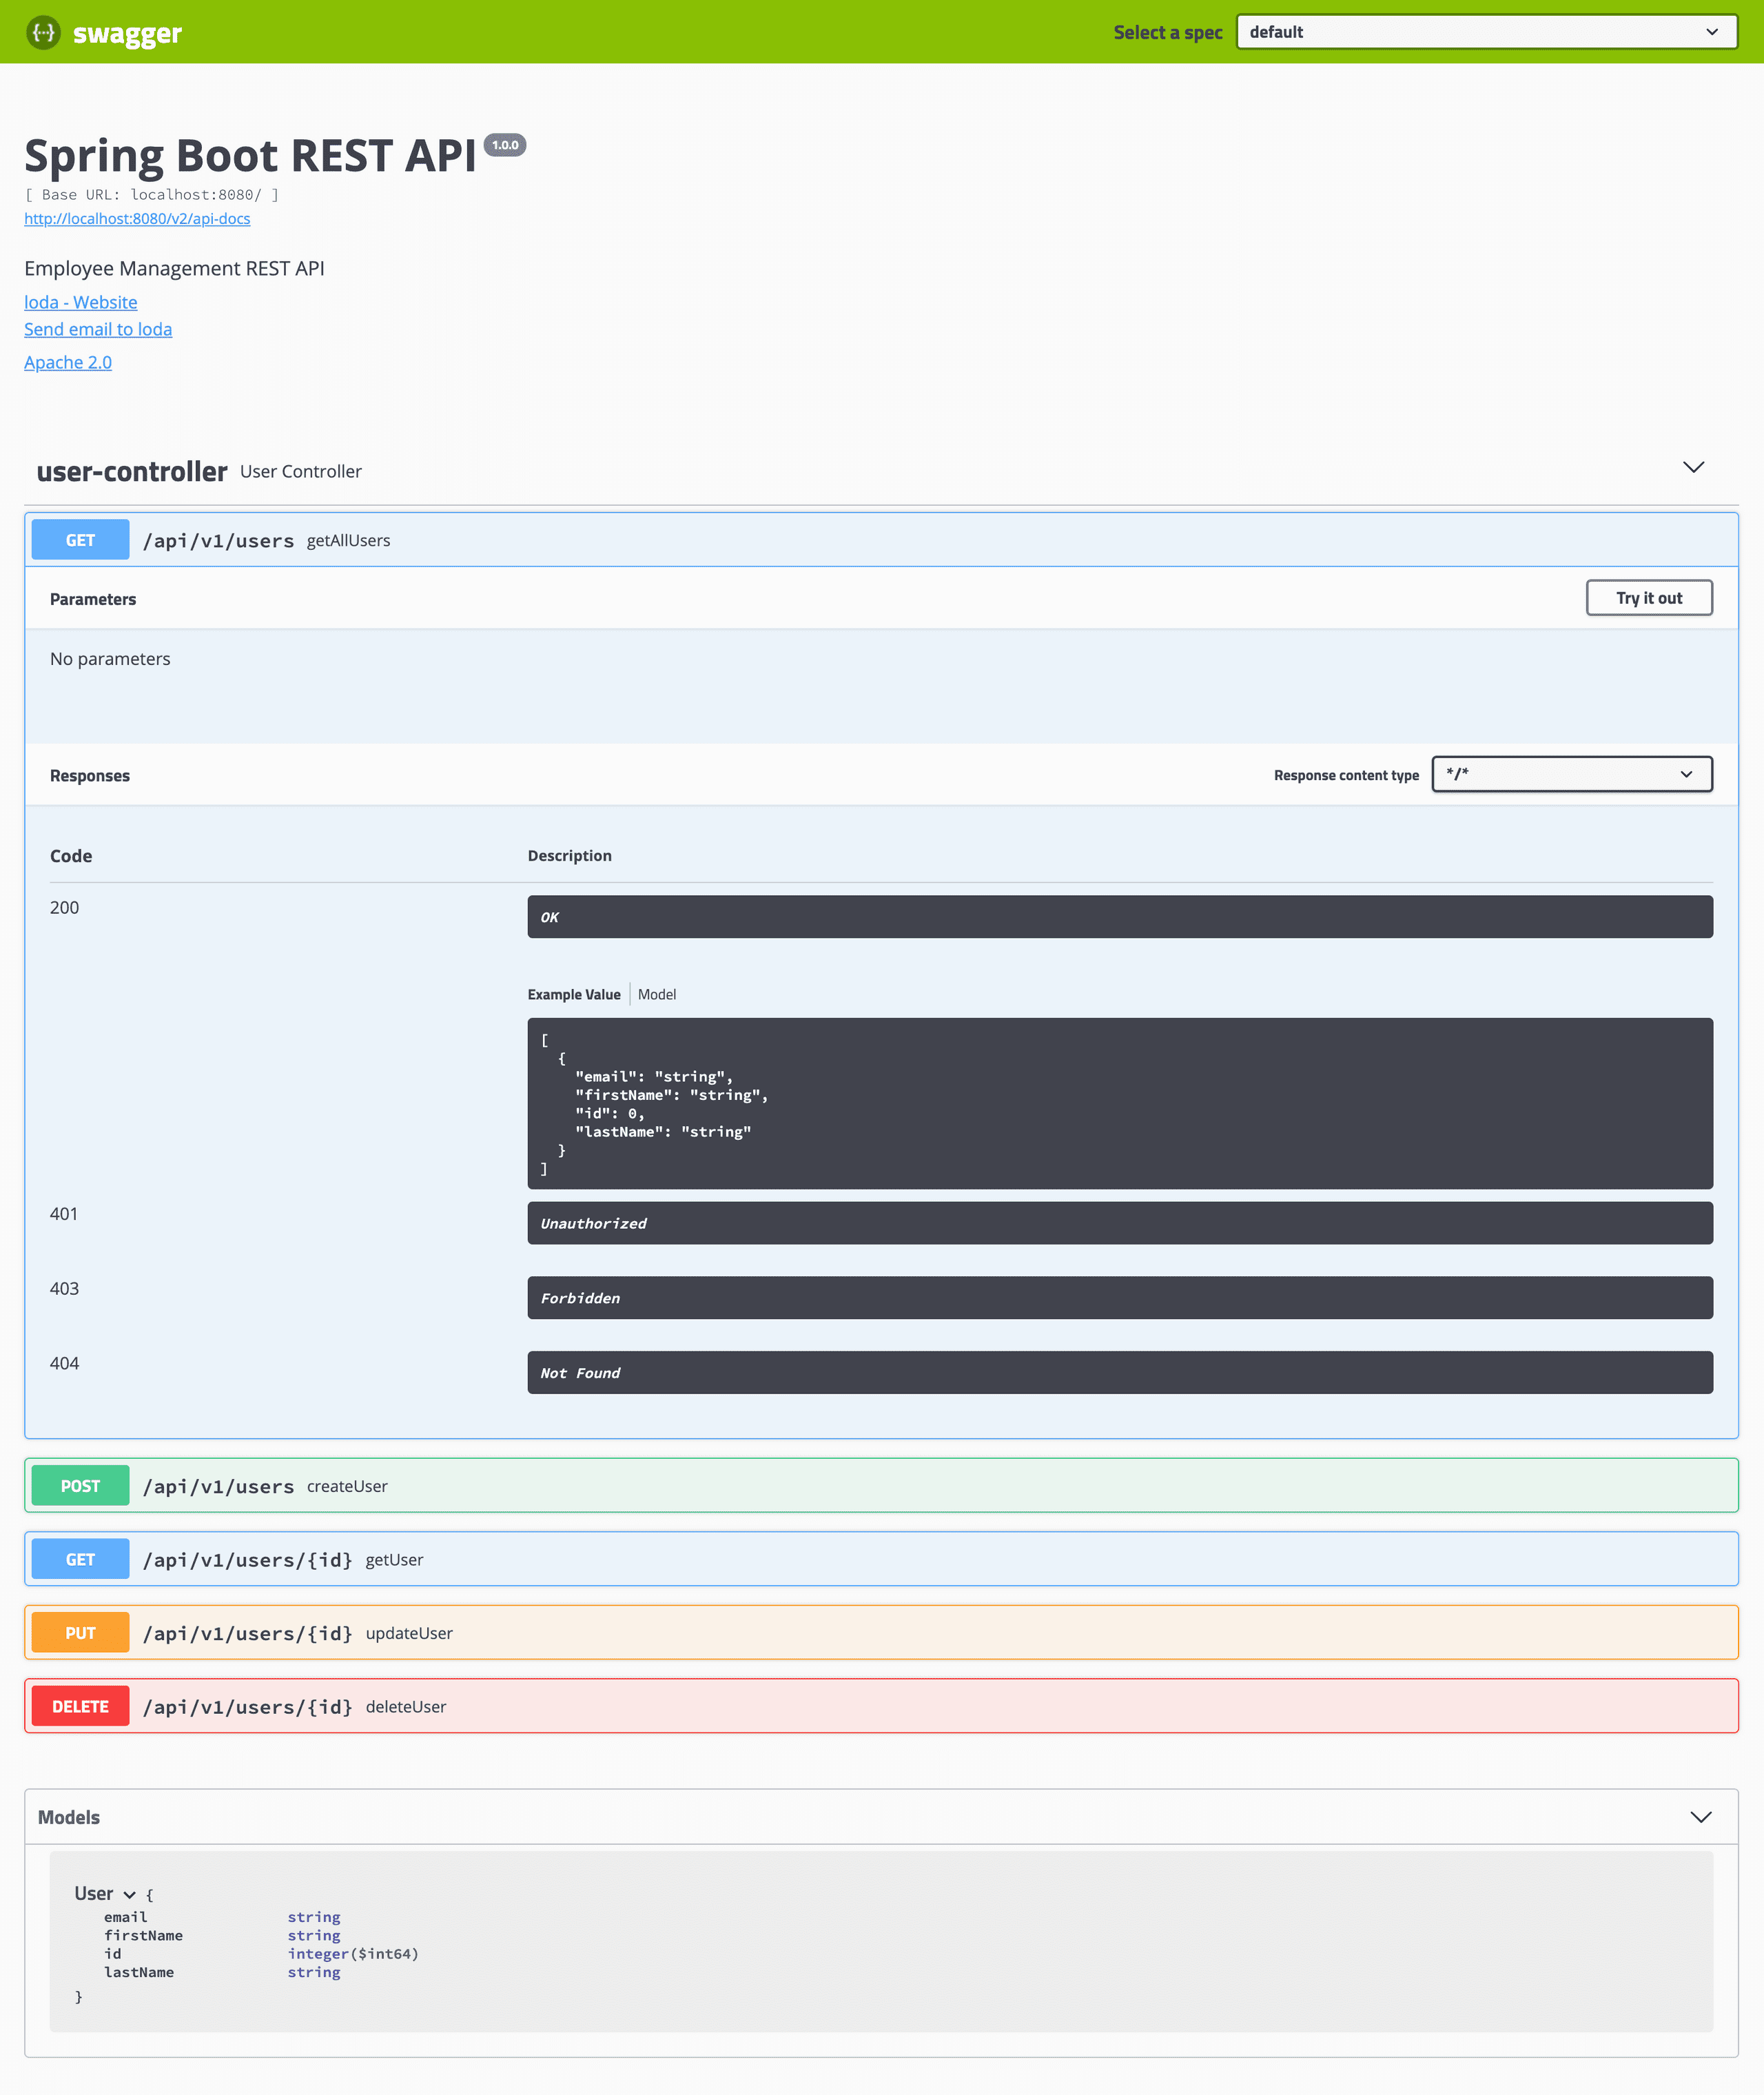 {...} swagger
Select a spec default
Spring Boot REST API 1.0.0
[ Base URL: localhost:8080/ ]
http://localhost:8080/v2/api-docs
Employee Management REST API
loda - Website
Send email to loda
Apache 2.0
user-controller User Controller
GET /api/v1/users getAllUsers
Parameters Try it out
No parameters
Responses Response content type */*
Code Description
200 OK
Example Value Model
[
  {
    "email": "string",
    "firstName": "string",
    "id": 0,
    "lastName": "string"
  }
]
401 Unauthorized
403 Forbidden
404 Not Found
POST /api/v1/users createUser
GET /api/v1/users/{id} getUser
PUT /api/v1/users/{id} updateUser
DELETE /api/v1/users/{id} deleteUser
Models
User {
email string
firstName string
id integer($int64)
lastName string
}